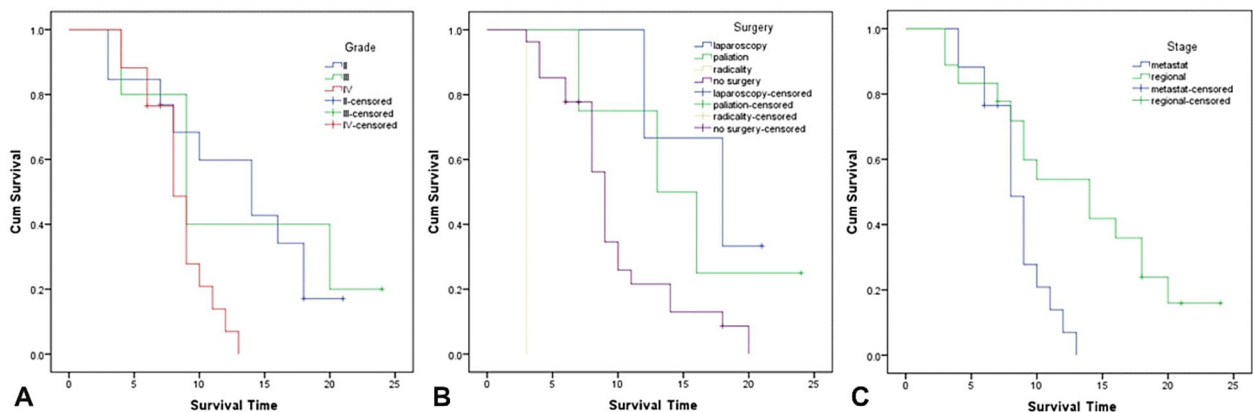 Grade
II
III
IV
II-censored
III-censored
IV-censored
Cum Survival
1.0
0.8
0.6
0.4
0.2
0.0
0 5 10 15 20 25
Survival Time
A
Surgery
laparoscopy
paliation
radicality
no surgery
laparoscopy-censored
paliation-censored
radicality-censored
no surgery-censored
Cum Survival
1.0
0.8
0.6
0.4
0.2
0.0
0 5 10 15 20 25
Survival Time
B
Stage
metastat
regional
metastat-censored
regional-censored
Cum Survival
1.0
0.8
0.6
0.4
0.2
0.0
0 5 10 15 20 25
Survival Time
C